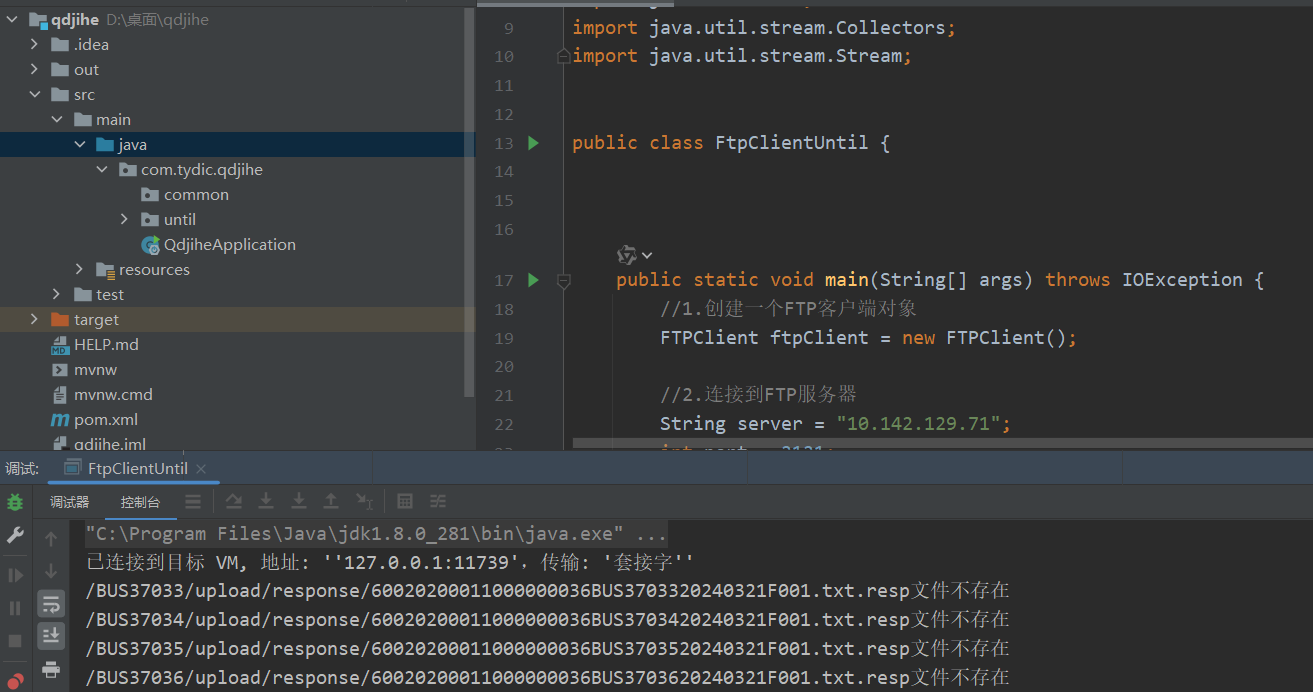 qdjihe D:\桌面\qdjihe
.idea
out
src
main
java
com.tydic.qdjihe
common
until
QdjiheApplication
resources
test
target
HELP.md
mvnw
mvnw.cmd
pom.xml
qdjihe.iml
9 import java.util.stream.Collectors;
10 import java.util.stream.Stream;
11
12
13 public class FtpClientUntil {
14
15
16
17 public static void main(String[] args) throws IOException {
18 //1.创建一个FTP客户端对象
19 FTPClient ftpClient = new FTPClient();
20
21 //2.连接到FTP服务器
22 String server = "10.142.129.71";
调试: FtpClientUntil
调试器 控制台
"C:\Program Files\Java\jdk1.8.0_281\bin\java.exe" ...
已连接到目标 VM, 地址: ''127.0.0.1:11739', 传输: '套接字''
/BUS37033/upload/response/60020200011000000036BUS3703320240321F001.txt.resp文件不存在
/BUS37034/upload/response/60020200011000000036BUS3703420240321F001.txt.resp文件不存在
/BUS37035/upload/response/60020200011000000036BUS3703520240321F001.txt.resp文件不存在
/BUS37036/upload/response/60020200011000000036BUS3703620240321F001.txt.resp文件不存在